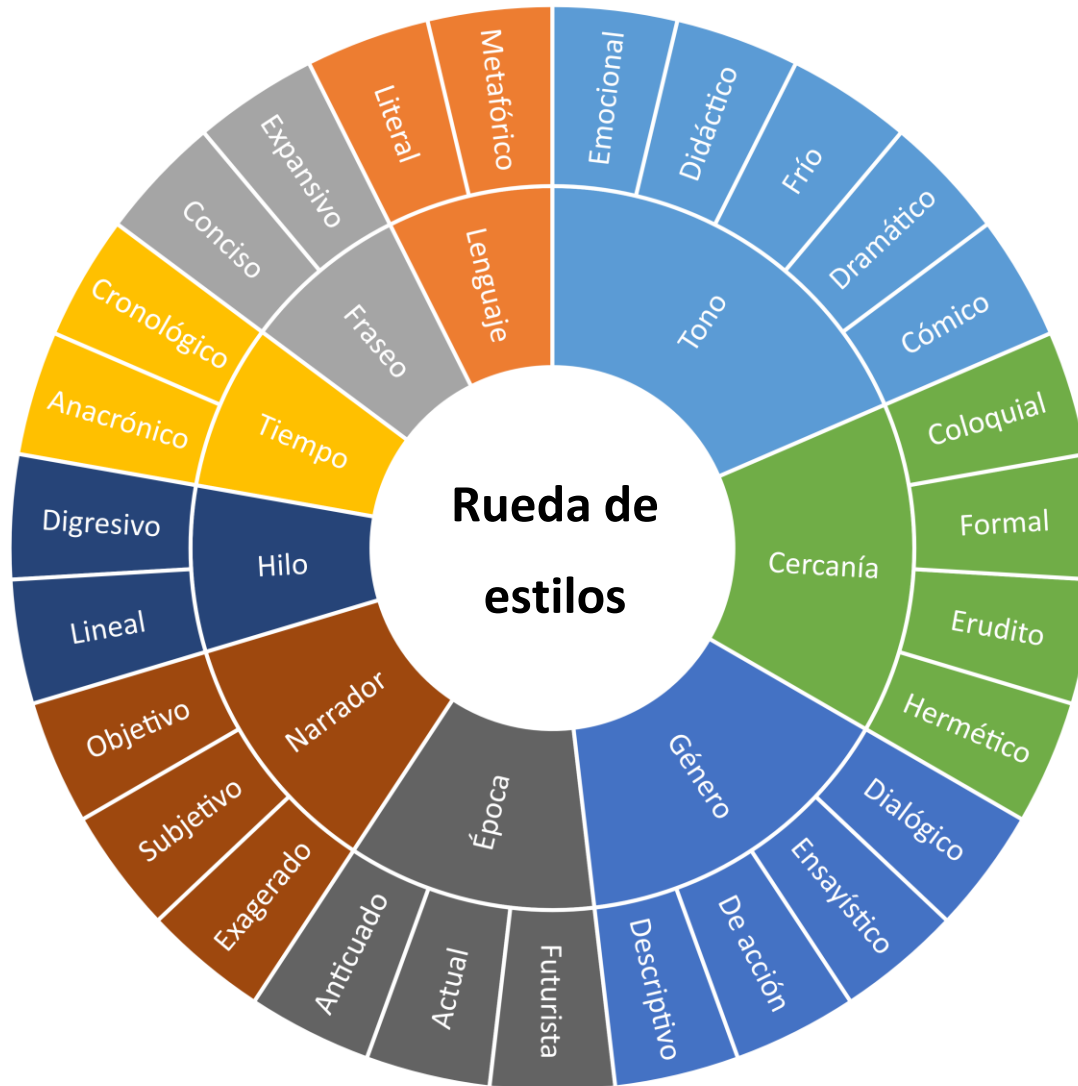 Rueda de
estilos
Tono
Emocional
Didáctico
Frío
Dramático
Cómico
Cercanía
Coloquial
Formal
Erudito
Hermético
Género
Dialógico
Ensayístico
De acción
Descriptivo
Época
Futurista
Actual
Anticuado
Narrador
Exagerado
Subjetivo
Objetivo
Hilo
Lineal
Digresivo
Tiempo
Anacrónico
Cronológico
Fraseo
Conciso
Expansivo
Lenguaje
Literal
Metafórico